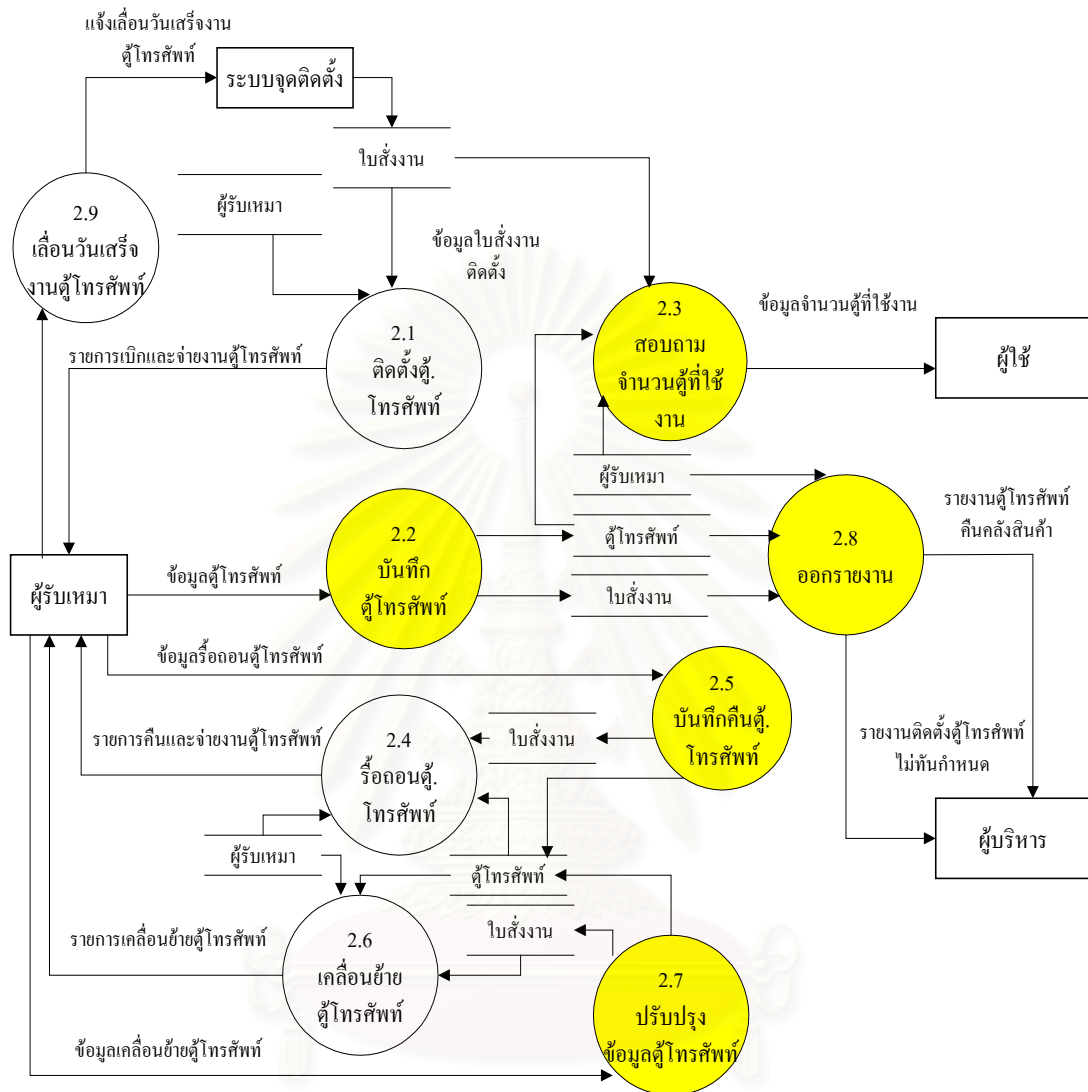 แจ้งเลื่อนวันเสร็จงาน
ตู้โทรศัพท์
ระบบจุดติดตั้ง
ใบสั่งงาน
ผู้รับเหมา
2.9
เลื่อนวันเสร็จ
งานตู้โทรศัพท์
ข้อมูลใบสั่งงาน
ติดตั้ง
2.1
ติดตั้งตู้.
โทรศัพท์
2.3
สอบถาม
จำนวนตู้ที่ใช้
งาน
ข้อมูลจำนวนตู้ที่ใช้งาน
ผู้ใช้
รายการเบิกและจ่ายงานตู้โทรศัพท์
ผู้รับเหมา
ตู้โทรศัพท์
ใบสั่งงาน
2.2
บันทึก
ตู้โทรศัพท์
2.8
ออกรายงาน
รายงานตู้โทรศัพท์
คืนคลังสินค้า
ผู้รับเหมา
ข้อมูลตู้โทรศัพท์
ข้อมูลรื้อถอนตู้โทรศัพท์
2.5
บันทึกคืนตู้.
โทรศัพท์
รายการคืนและจ่ายงานตู้โทรศัพท์
2.4
รื้อถอนตู้.
โทรศัพท์
ใบสั่งงาน
รายงานติดตั้งตู้โทรศัพท์
ไม่ทันกำหนด
ผู้บริหาร
ผู้รับเหมา
ตู้โทรศัพท์
ใบสั่งงาน
รายการเคลื่อนย้ายตู้โทรศัพท์
2.6
เคลื่อนย้าย
ตู้โทรศัพท์
2.7
ปรับปรุง
ข้อมูลตู้โทรศัพท์
ข้อมูลเคลื่อนย้ายตู้โทรศัพท์